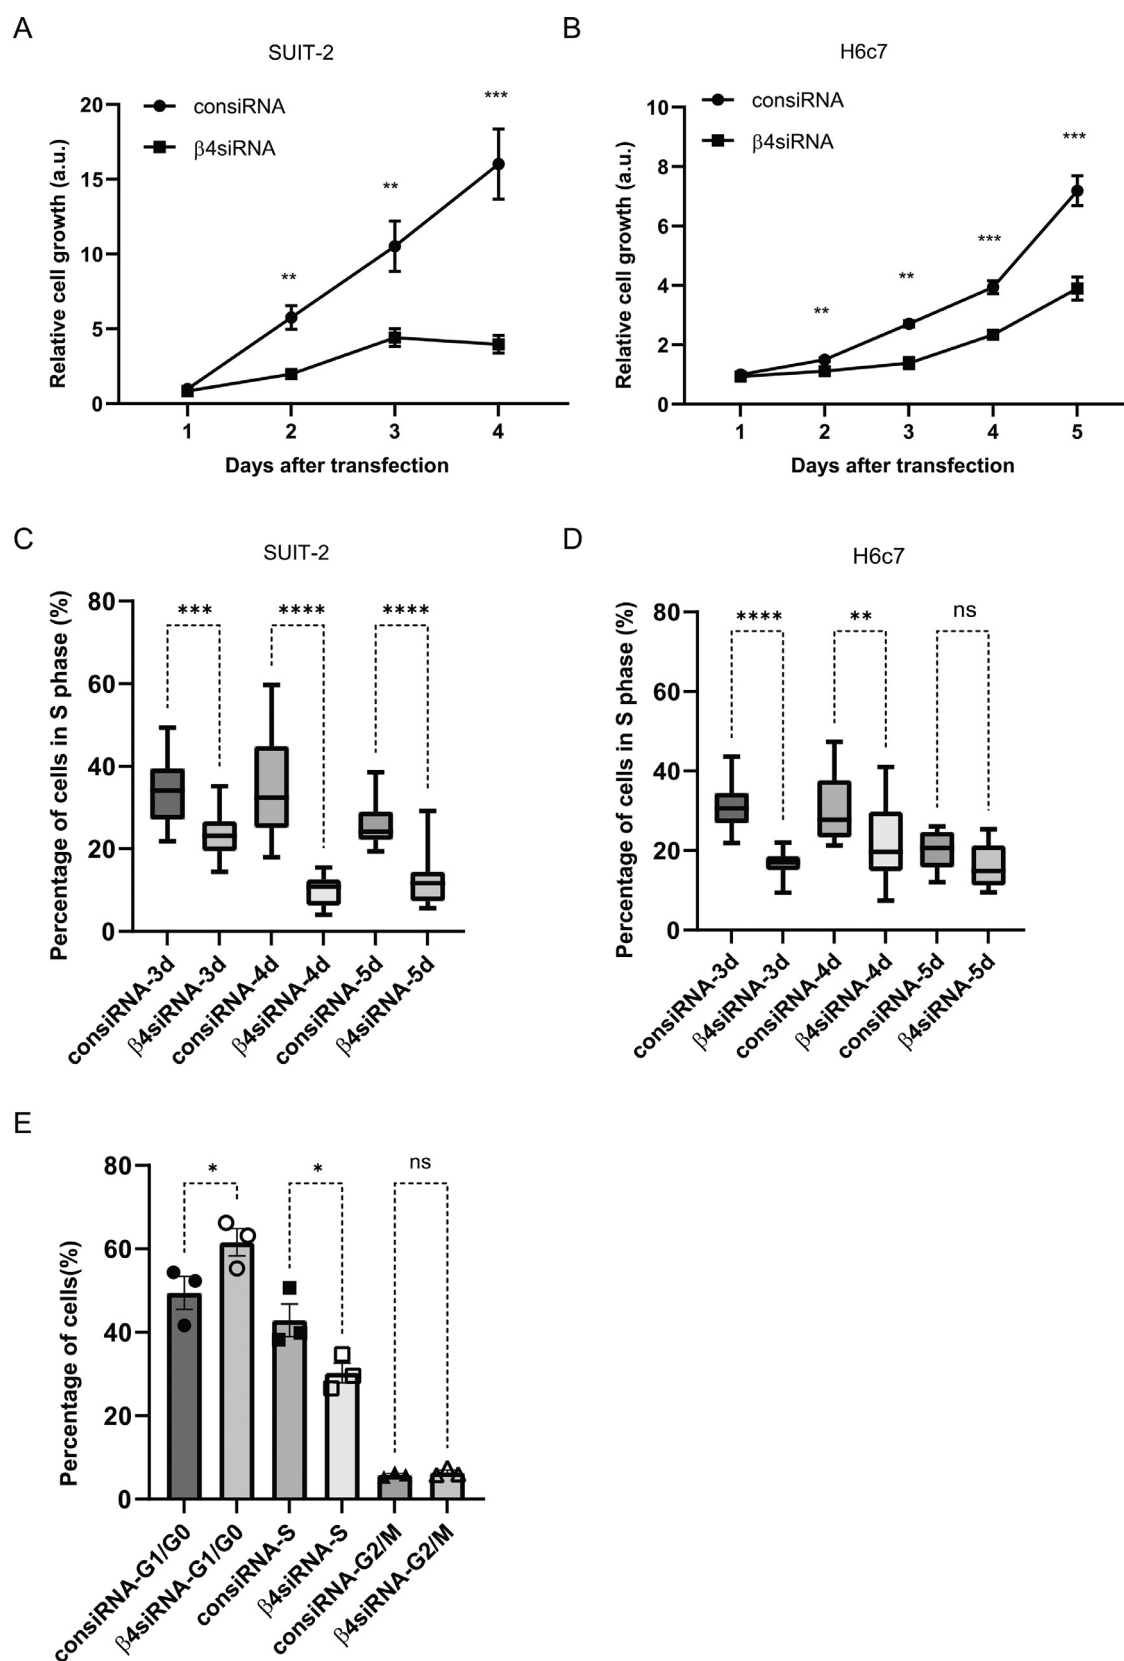 A
SUIT-2
consiRNA
β4siRNA
***
**
**
20
15
10
5
0
Relative cell growth (a.u.)
1 2 3 4
Days after transfection
B
H6c7
consiRNA
β4siRNA
***
***
**
**
10
8
6
4
2
0
Relative cell growth (a.u.)
1 2 3 4 5
Days after transfection
C
SUIT-2
*** **** ****
80
60
40
20
0
Percentage of cells in S phase (%)
consiRNA-3d
β4siRNA-3d
consiRNA-4d
β4siRNA-4d
consiRNA-5d
β4siRNA-5d
D
H6c7
**** ** ns
80
60
40
20
0
Percentage of cells in S phase (%)
consiRNA-3d
β4siRNA-3d
consiRNA-4d
β4siRNA-4d
consiRNA-5d
β4siRNA-5d
E
* * ns
80
60
40
20
0
Percentage of cells(%)
consiRNA-G1/G0
β4siRNA-G1/G0
consiRNA-S
β4siRNA-S
consiRNA-G2/M
β4siRNA-G2/M